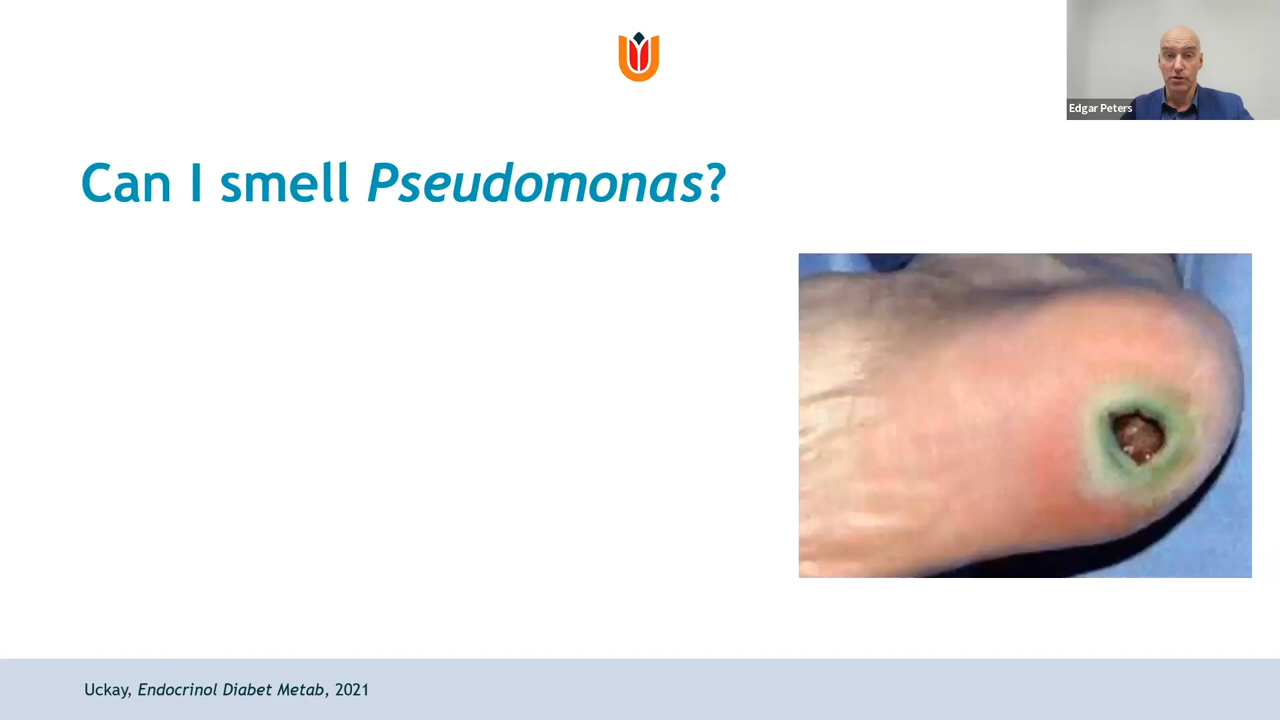 Edgar Peters
Can I smell Pseudomonas?
Uckay, Endocrinol Diabet Metab, 2021